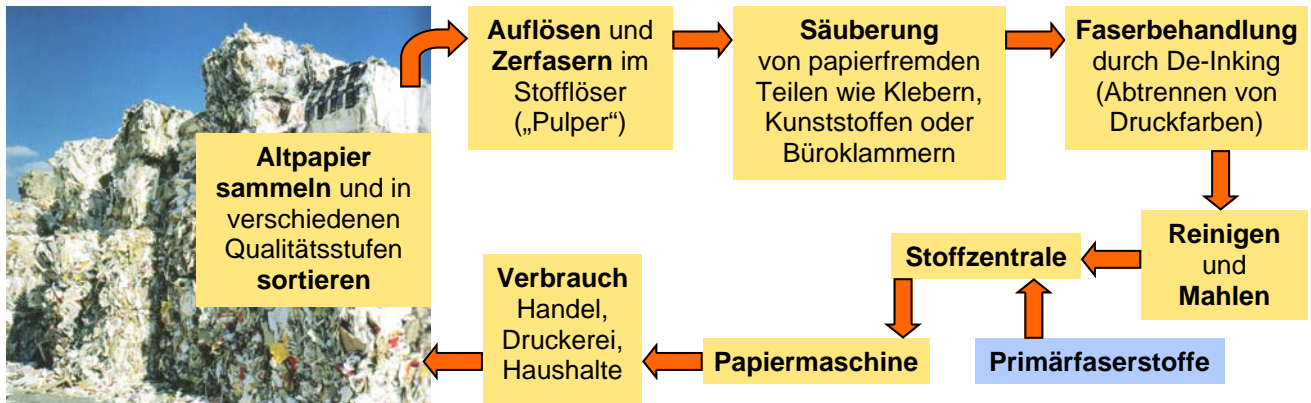 Altpapier
sammeln und in
verschiedenen
Qualitätsstufen
sortieren
Auflösen und
Zerfasern im
Stofflöser
(„Pulper“)
Säuberung
von papierfremden
Teilen wie Klebern,
Kunststoffen oder
Büroklammern
Faserbehandlung
durch De-Inking
(Abtrennen von
Druckfarben)
Reinigen
und
Mahlen
Stoffzentrale
Primärfaserstoffe
Papiermaschine
Verbrauch
Handel,
Druckerei,
Haushalte